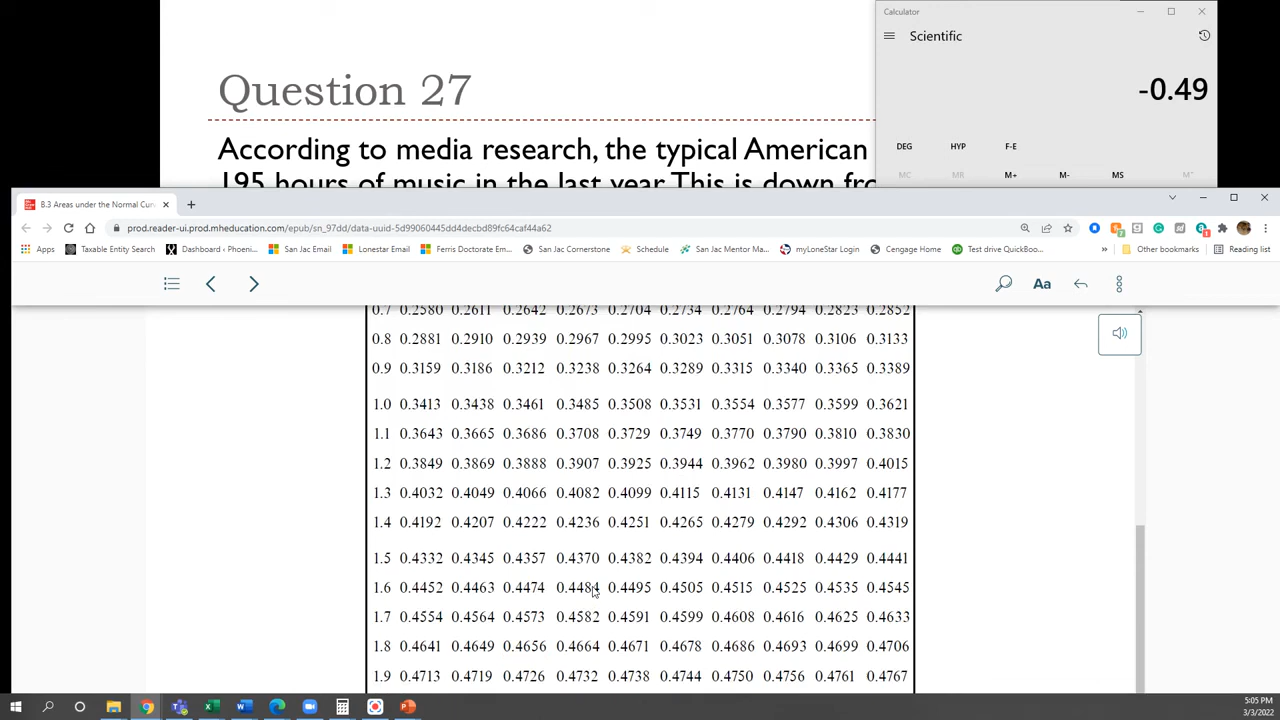 Calculator
Scientific
-0.49
DEG HYP F-E
MC MR M+ M- MS M˅
Question 27
According to media research, the typical American
195 hours of music in the last year. This is down from
8.3 Areas under the Normal Cur
prod.reader-ui.prod.mheducation.com/epub/sn_97dd/data-uuid-5d99060445dd4decbd89fc64caf44a62
Apps Taxable Entity Search Dashboard ‹ Phoeni... San Jac Email Lonestar Email Ferris Doctorate Em... San Jac Cornerstone Schedule San Jac Mentor Ma... myLoneStar Login Cengage Home Test drive QuickBoo... » Other bookmarks Reading list
Aa
0.7 0.2580 0.2611 0.2642 0.2673 0.2704 0.2734 0.2764 0.2794 0.2823 0.2852
0.8 0.2881 0.2910 0.2939 0.2967 0.2995 0.3023 0.3051 0.3078 0.3106 0.3133
0.9 0.3159 0.3186 0.3212 0.3238 0.3264 0.3289 0.3315 0.3340 0.3365 0.3389
1.0 0.3413 0.3438 0.3461 0.3485 0.3508 0.3531 0.3554 0.3577 0.3599 0.3621
1.1 0.3643 0.3665 0.3686 0.3708 0.3729 0.3749 0.3770 0.3790 0.3810 0.3830
1.2 0.3849 0.3869 0.3888 0.3907 0.3925 0.3944 0.3962 0.3980 0.3997 0.4015
1.3 0.4032 0.4049 0.4066 0.4082 0.4099 0.4115 0.4131 0.4147 0.4162 0.4177
1.4 0.4192 0.4207 0.4222 0.4236 0.4251 0.4265 0.4279 0.4292 0.4306 0.4319
1.5 0.4332 0.4345 0.4357 0.4370 0.4382 0.4394 0.4406 0.4418 0.4429 0.4441
1.6 0.4452 0.4463 0.4474 0.4484 0.4495 0.4505 0.4515 0.4525 0.4535 0.4545
1.7 0.4554 0.4564 0.4573 0.4582 0.4591 0.4599 0.4608 0.4616 0.4625 0.4633
1.8 0.4641 0.4649 0.4656 0.4664 0.4671 0.4678 0.4686 0.4693 0.4699 0.4706
1.9 0.4713 0.4719 0.4726 0.4732 0.4738 0.4744 0.4750 0.4756 0.4761 0.4767
5:05 PM
3/3/2022